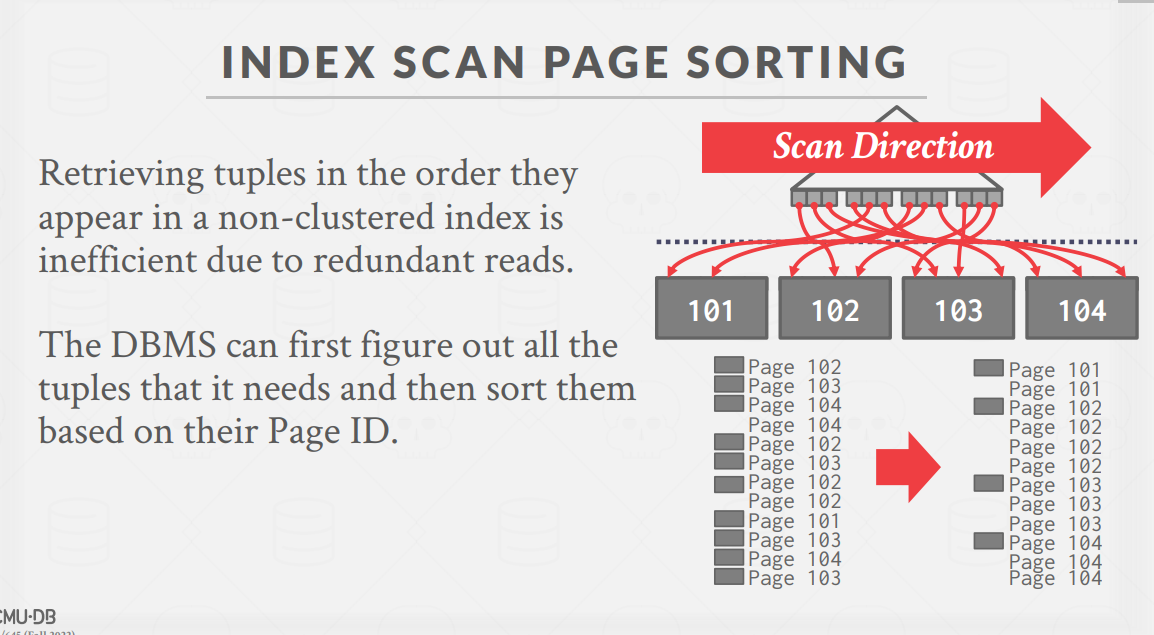 INDEX SCAN PAGE SORTING
Retrieving tuples in the order they
appear in a non-clustered index is
inefficient due to redundant reads.
The DBMS can first figure out all the
tuples that it needs and then sort them
based on their Page ID.
Scan Direction
101
102
103
104
Page 102
Page 103
Page 104
Page 104
Page 102
Page 103
Page 102
Page 102
Page 101
Page 103
Page 104
Page 103
Page 101
Page 101
Page 102
Page 102
Page 102
Page 102
Page 103
Page 103
Page 103
Page 104
Page 104
Page 104
CMU·DB